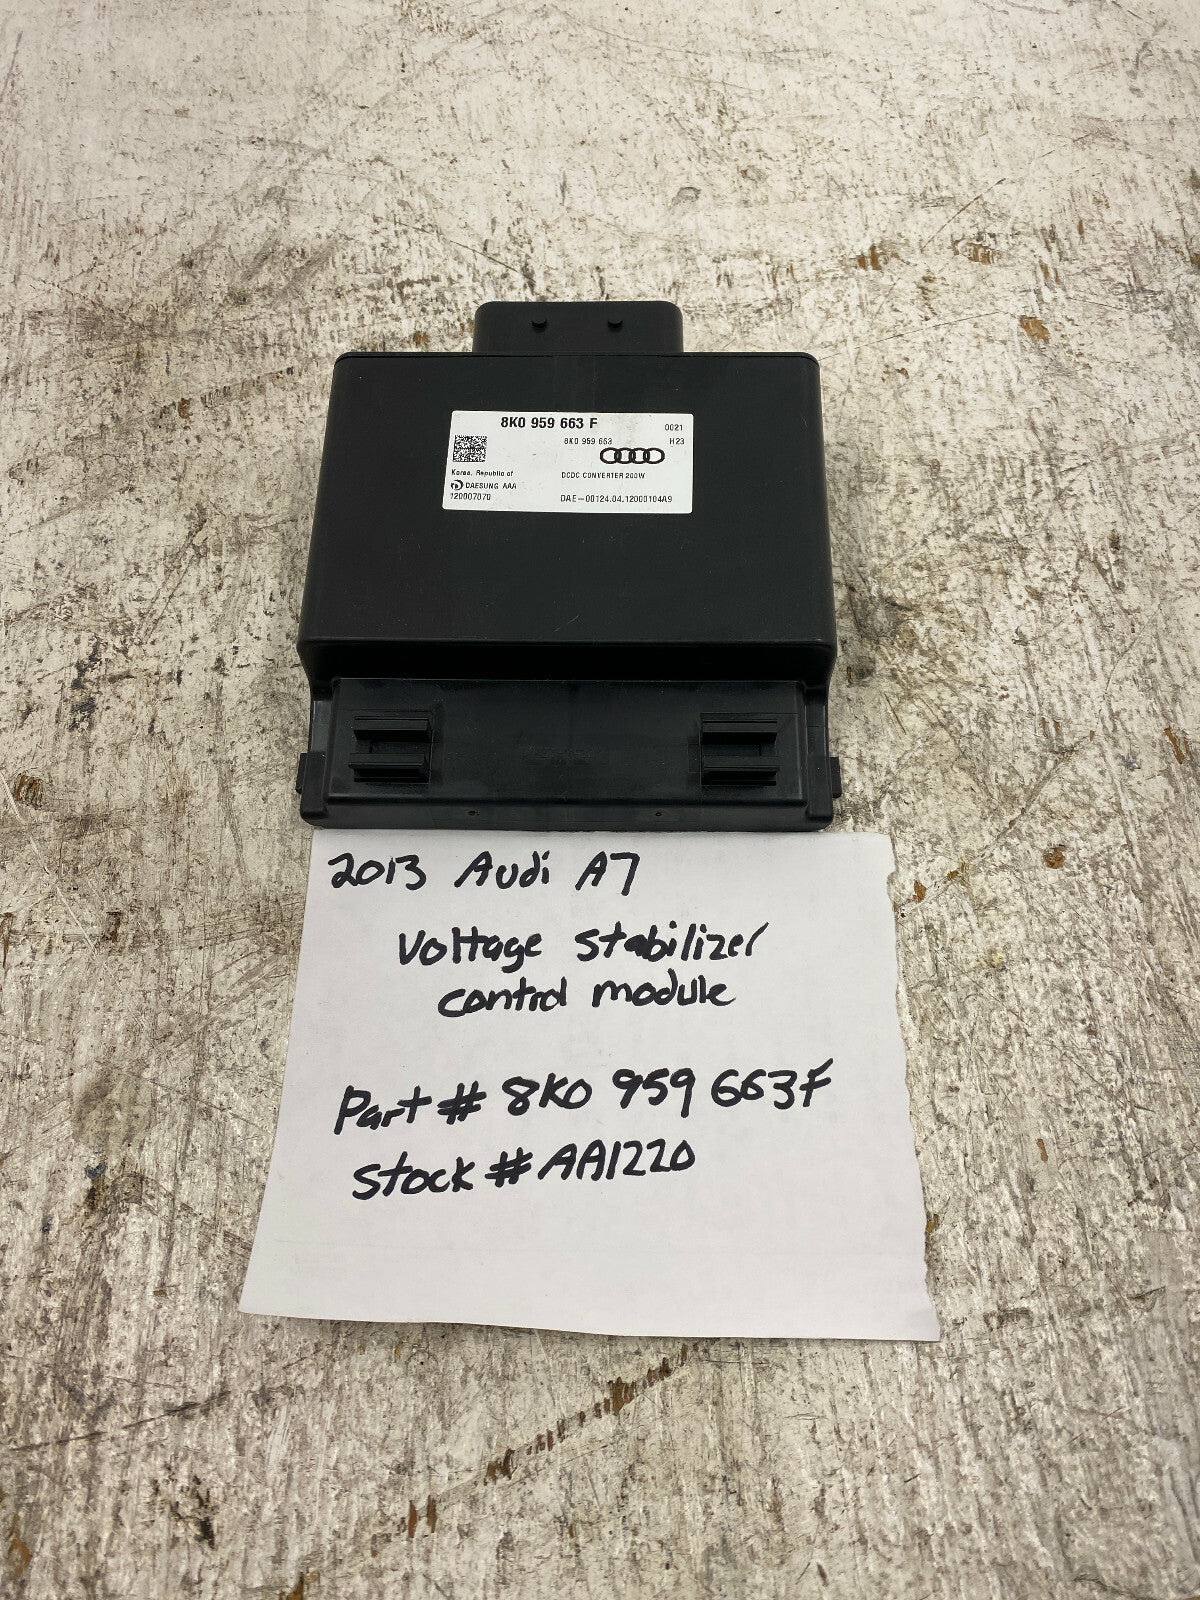 8K0 959 663 F
0021
8K0 959 663
H23
Korea, Republic of
DCDC CONVERTER 200W
DAESUNG AAA
120007070
DAE-00124.04.12000104A9
2013 Audi A7
Voltage Stabilizer
control module
Part# 8K0 959 663F
Stock# AA1220